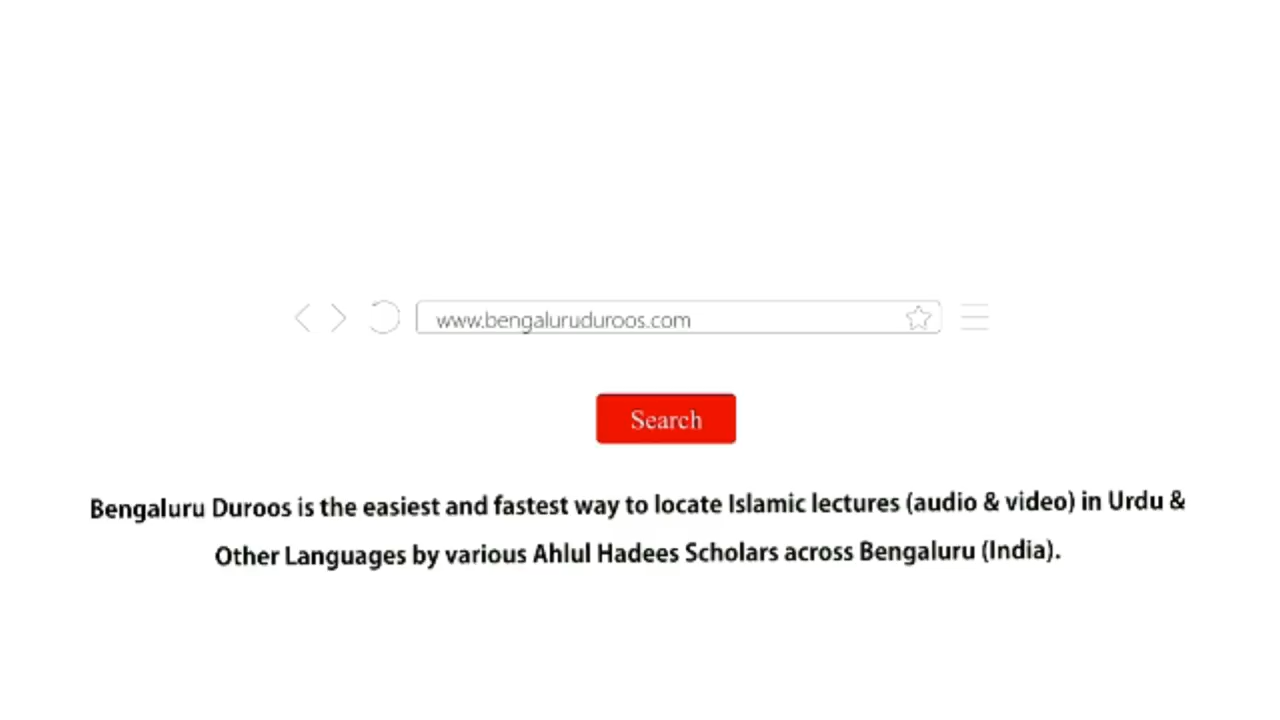 www.bengaluruduroos.com
Search
Bengaluru Duroos is the easiest and fastest way to locate Islamic lectures (audio & video) in Urdu &
Other Languages by various Ahlul Hadees Scholars across Bengaluru (India).